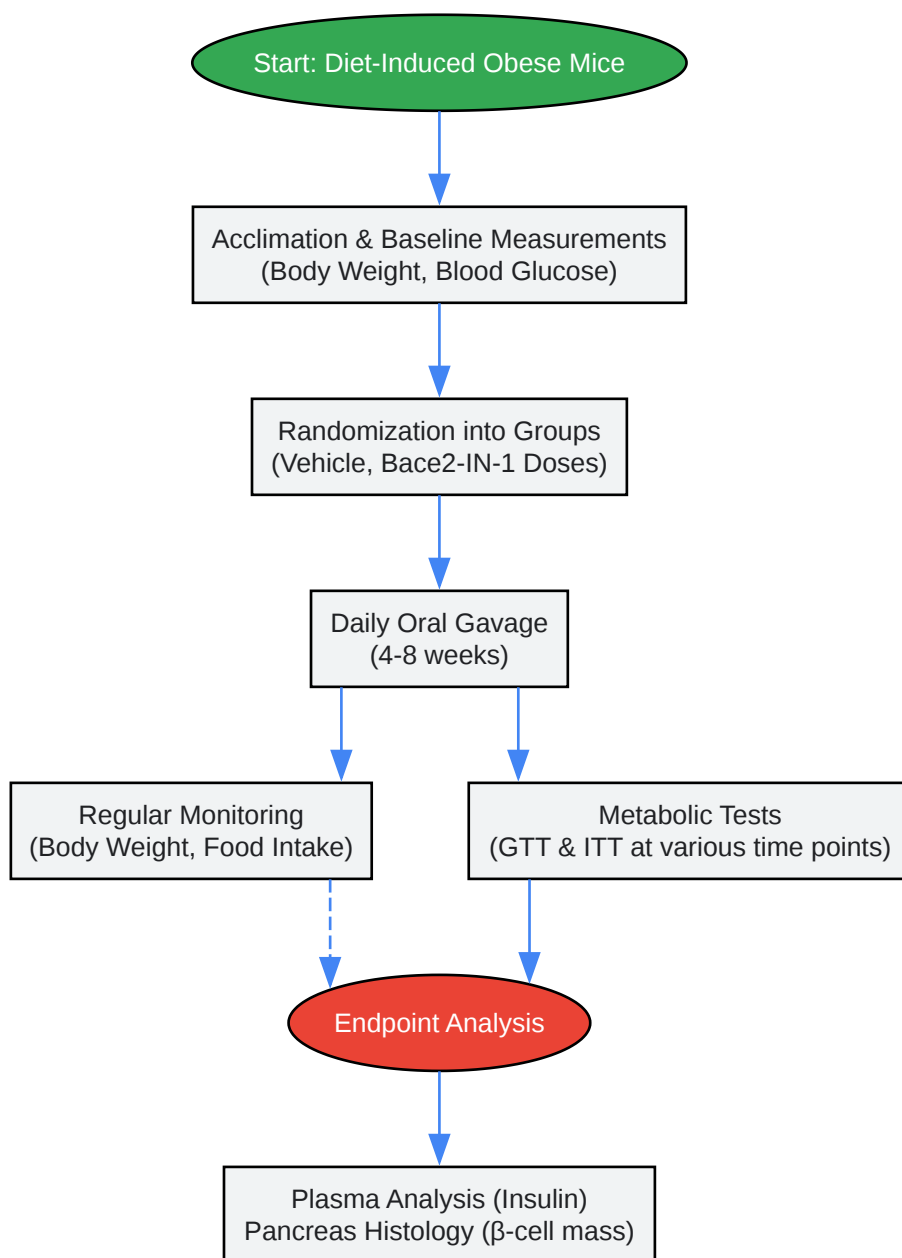 Start: Diet-Induced Obese Mice
Acclimation & Baseline Measurements
(Body Weight, Blood Glucose)
Randomization into Groups
(Vehicle, Bace2-IN-1 Doses)
Daily Oral Gavage
(4-8 weeks)
Regular Monitoring
(Body Weight, Food Intake)
Metabolic Tests
(GTT & ITT at various time points)
Endpoint Analysis
Plasma Analysis (Insulin)
Pancreas Histology (β-cell mass)